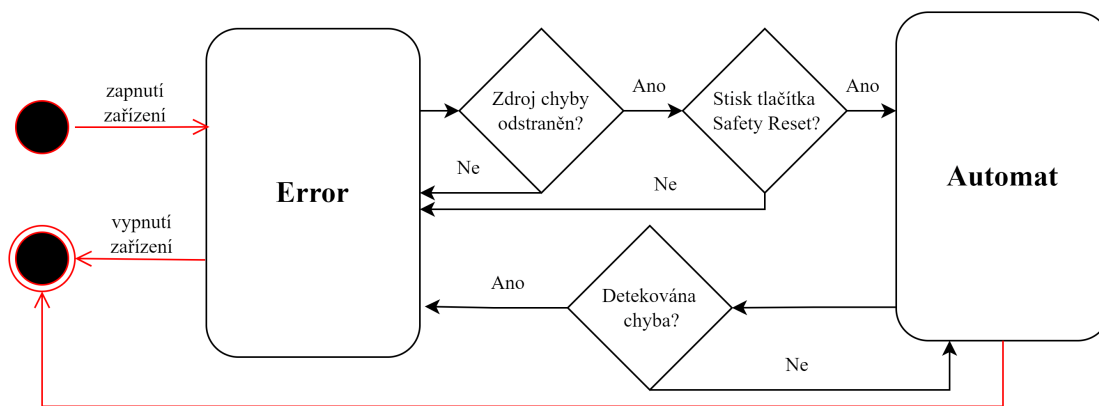 zapnutí
zařízení
Error
vypnutí
zařízení
Zdroj chyby
odstraněn?
Ano
Ne
Stisk tlačítka
Safety Reset?
Ano
Ne
Automat
Detekována
chyba?
Ano
Ne